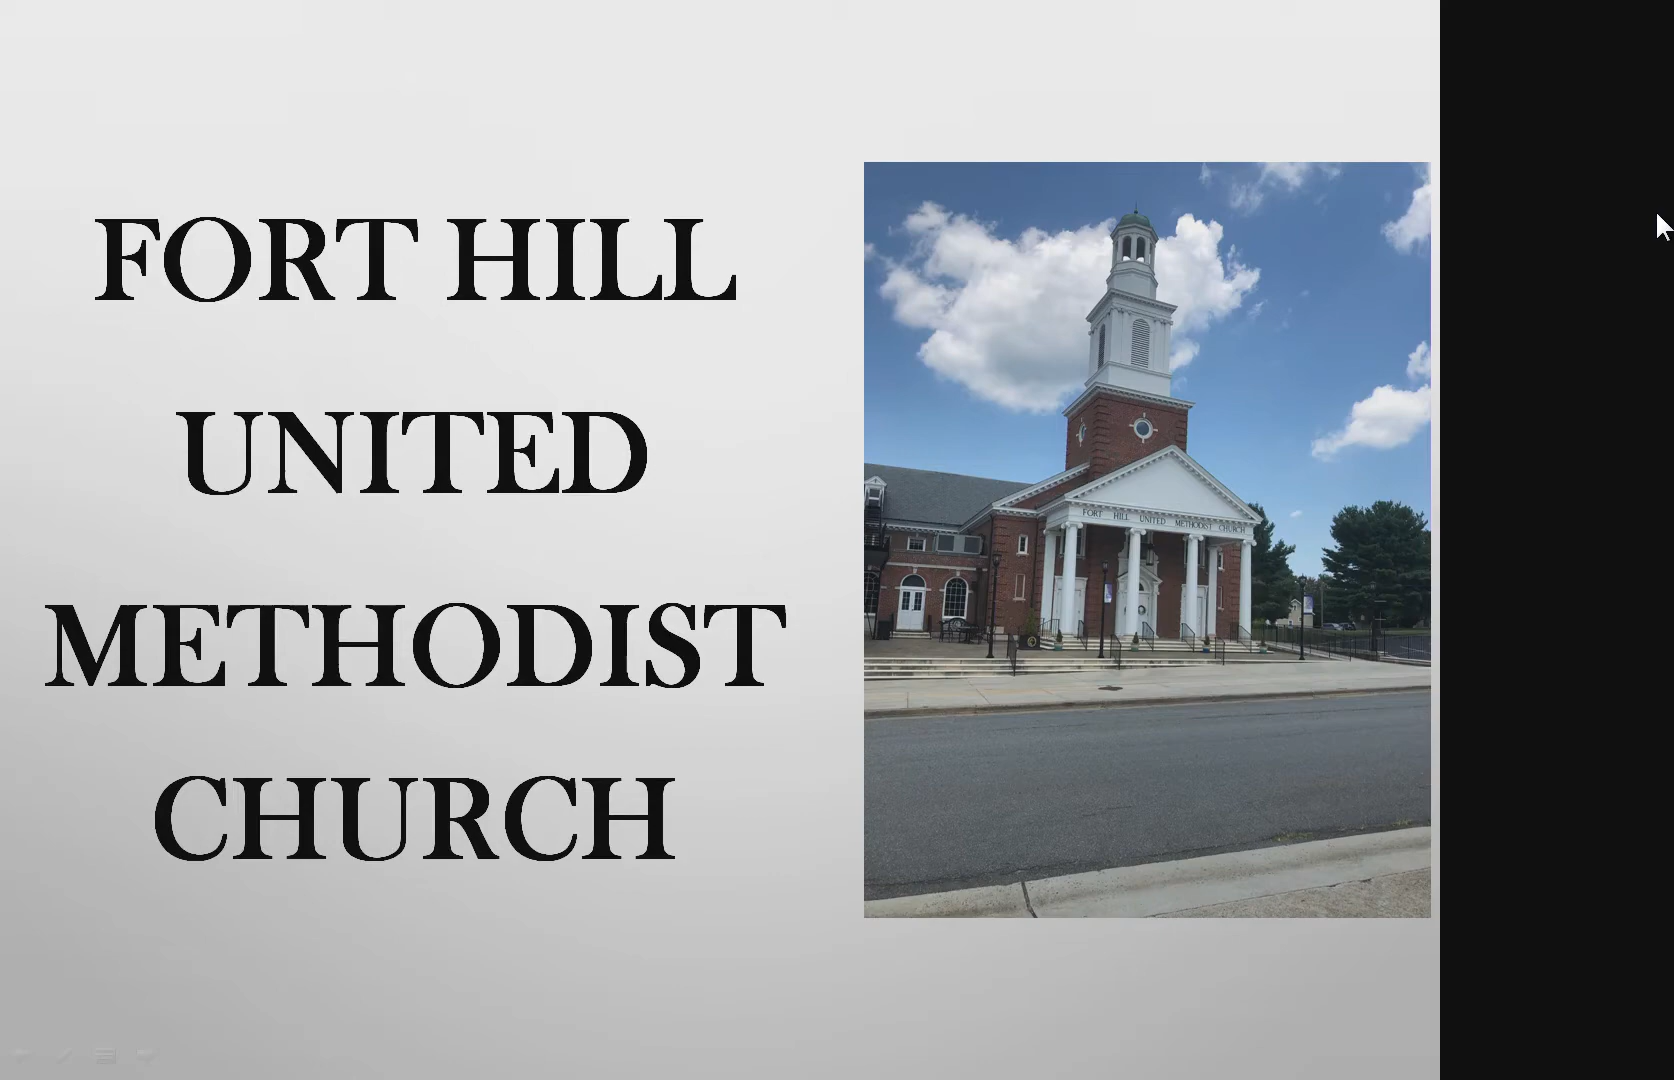 FORT HILL
UNITED
METHODIST
CHURCH
FORT HILL UNITED METHODIST CHURCH